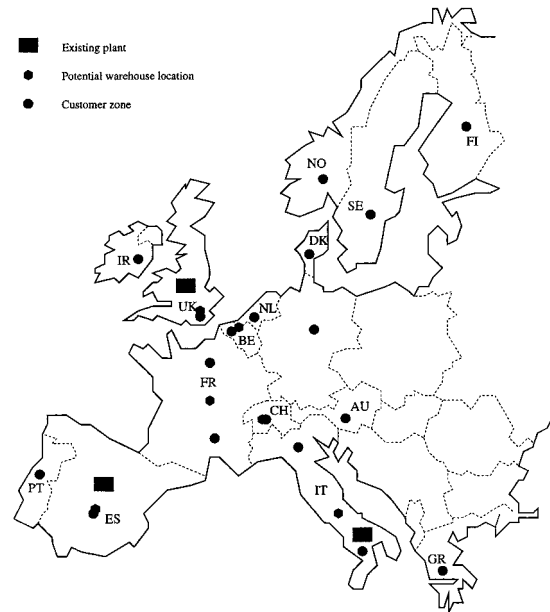 Existing plant
Potential warehouse location
Customer zone
FI
NO
SE
DK
IR
UK
NL
BE
FR
CH
AU
PT
ES
IT
GR